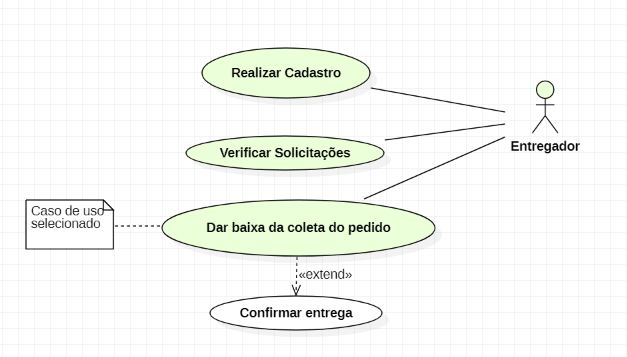 Realizar Cadastro
Entregador
Verificar Solicitações
Caso de uso
selecionado
Dar baixa da coleta do pedido
«extend»
Confirmar entrega